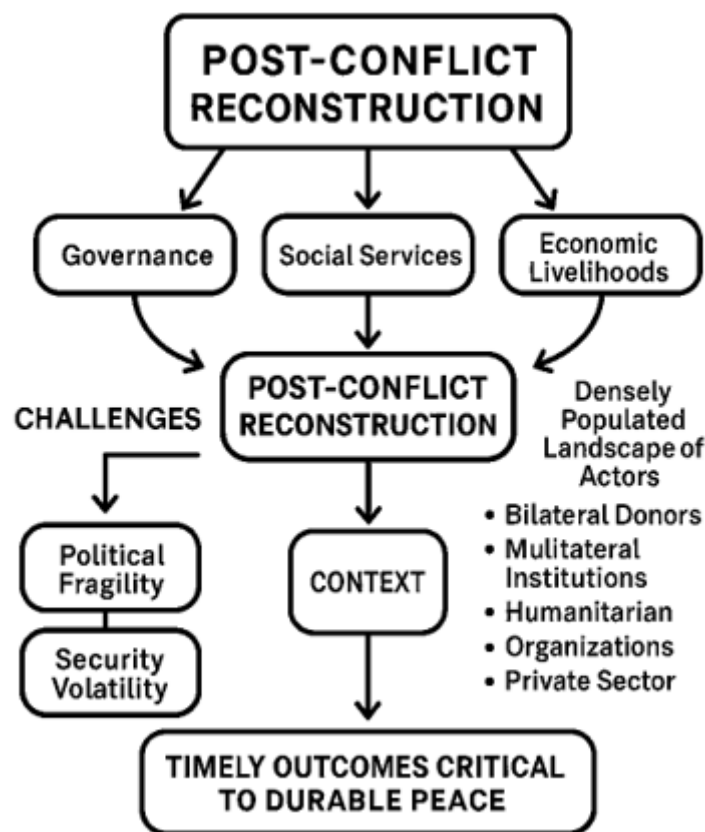 POST-CONFLICT
RECONSTRUCTION
Governance
Social Services
Economic
Livelihoods
POST-CONFLICT
RECONSTRUCTION
CHALLENGES
Political
Fragility
Security
Volatility
CONTEXT
Densely
Populated
Landscape of
Actors
• Bilateral Donors
• Mulitateral
Institutions
• Humanitarian
• Organizations
• Private Sector
TIMELY OUTCOMES CRITICAL
TO DURABLE PEACE